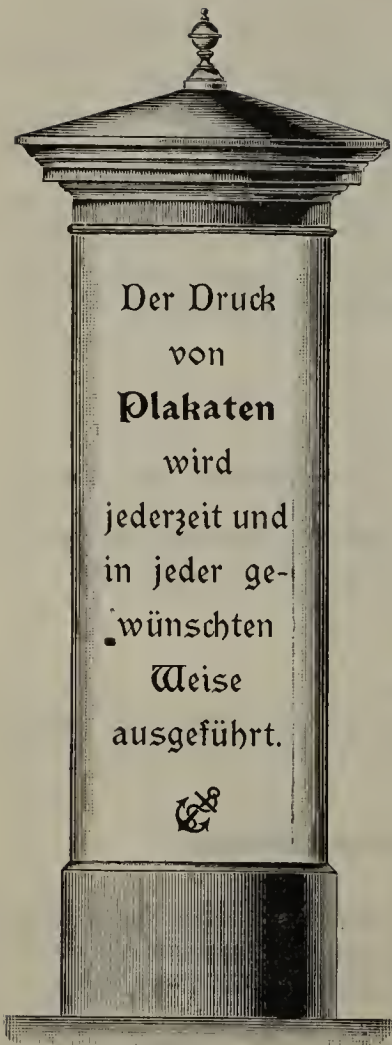 Der Druck
von
Plakaten
wird
jederzeit und
in jeder ge-
wünschten
Weise
ausgeführt.